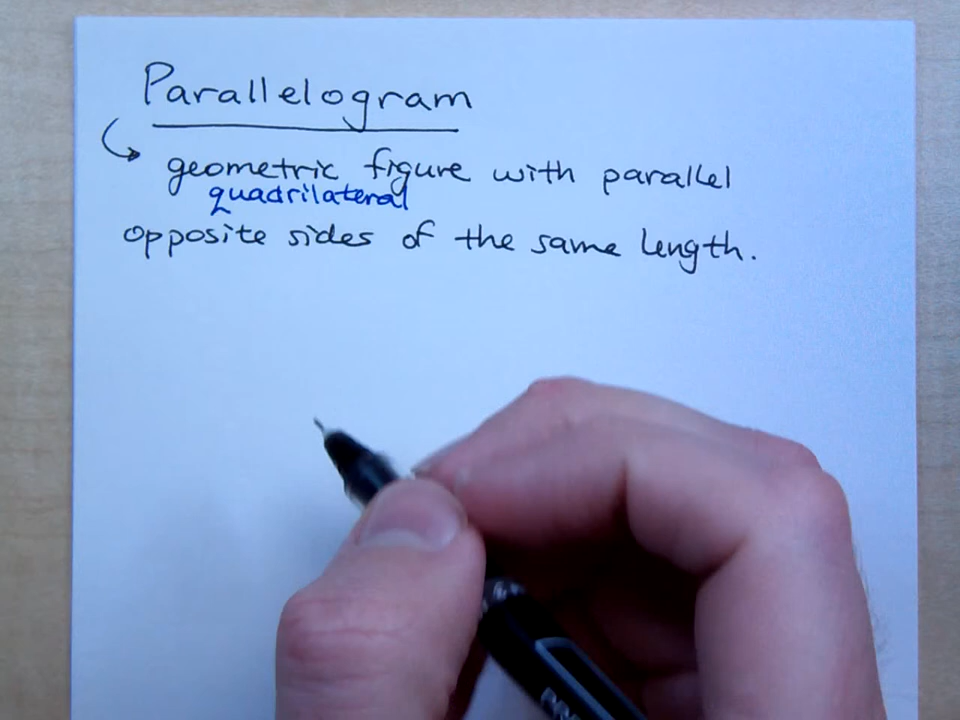 Parallelogram
geometric figure with parallel
quadrilateral
opposite sides of the same length.